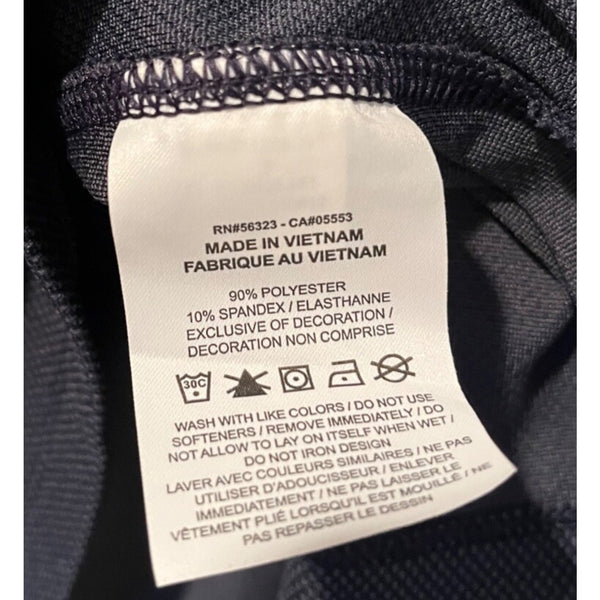 RN#56323 - CA#05553
MADE IN VIETNAM
FABRIQUE AU VIETNAM
90% POLYESTER
10% SPANDEX / ELASTHANNE
EXCLUSIVE OF DECORATION /
DECORATION NON COMPRISE
30C
WASH WITH LIKE COLORS / DO NOT USE
SOFTENERS / REMOVE IMMEDIATELY / DO
NOT ALLOW TO LAY ON ITSELF WHEN WET /
DO NOT IRON DESIGN
LAVER AVEC COULEURS SIMILAIRES / NE PAS
UTILISER D'ADOUCISSEUR / ENLEVER
IMMEDIATEMENT / NE PAS LAISSER LE
VÊTEMENT PLIÉ LORSQU'IL EST MOUILLÉ / NE
PAS REPASSER LE DESSIN